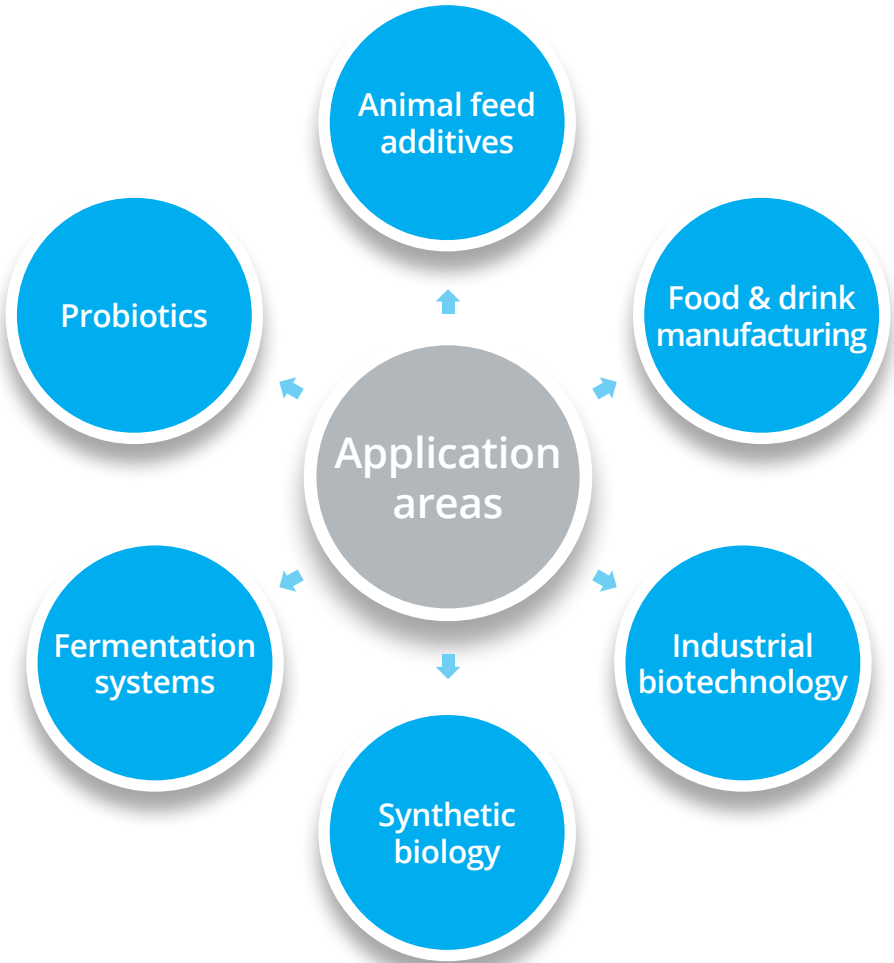 Animal feed
additives
Probiotics
Food & drink
manufacturing
Application
areas
Fermentation
systems
Industrial
biotechnology
Synthetic
biology